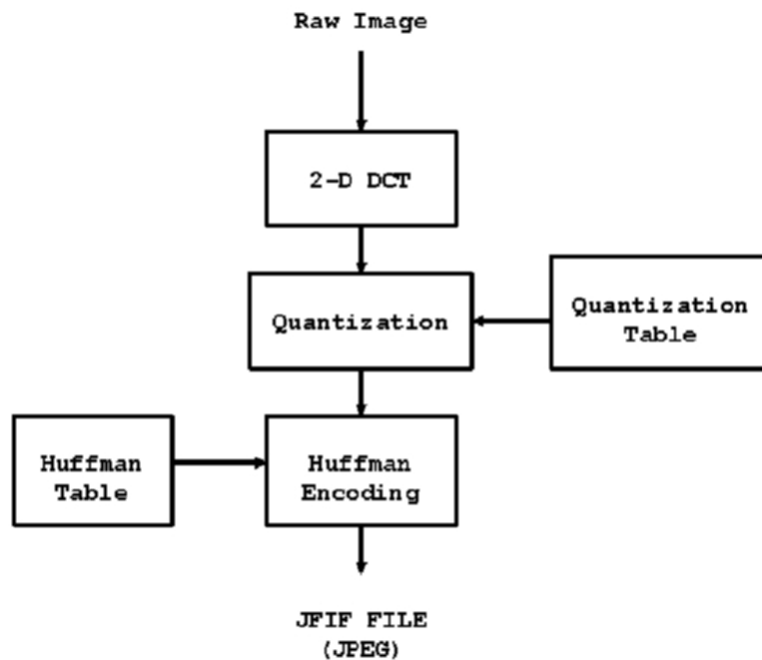 Raw Image
2-D DCT
Quantization
Quantization
Table
Huffman
Table
Huffman
Encoding
JFIF FILE
(JPEG)